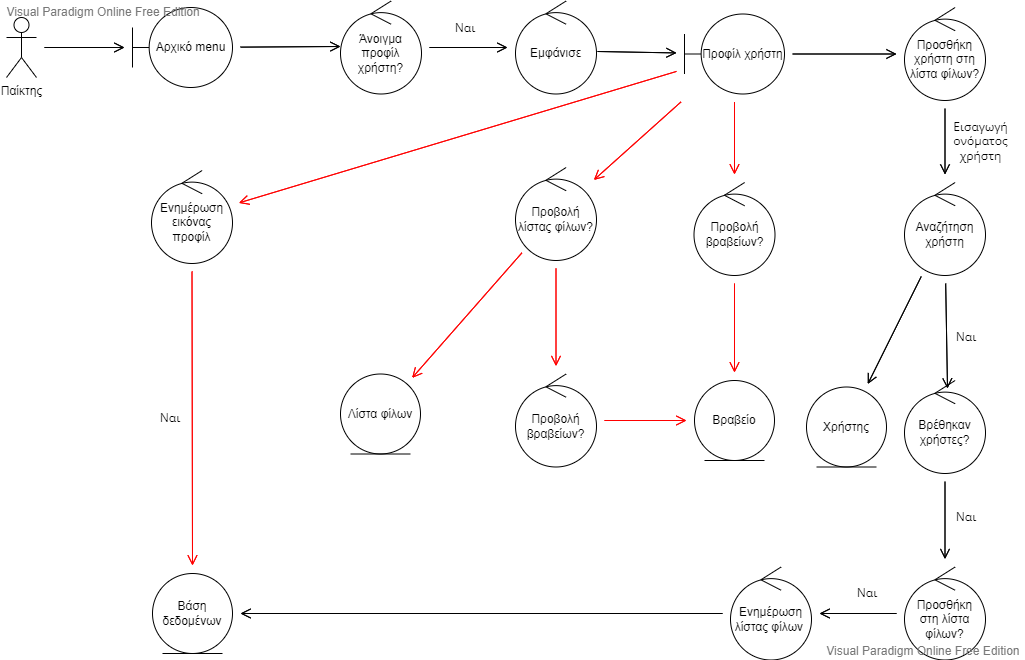 Visual Paradigm Online Free Edition
Παίκτης
Αρχικό menu
Άνοιγμα
προφίλ
χρήστη?
Ναι
Εμφάνισε
Προφίλ χρήστη
Προσθήκη
χρήστη στη
λίστα φίλων?
Εισαγωγή
ονόματος
χρήστη
Ενημέρωση
εικόνας
προφίλ
Προβολή
λίστας φίλων?
Προβολή
βραβείων?
Αναζήτηση
χρήστη
Ναι
Ναι
Λίστα φίλων
Προβολή
βραβείων?
Βραβείο
Χρήστης
Βρέθηκαν
χρήστες?
Ναι
Βάση
δεδομένων
Ενημέρωση
λίστας φίλων
Ναι
Προσθήκη
στη λίστα
φίλων?
Visual Paradigm Online Free Edition